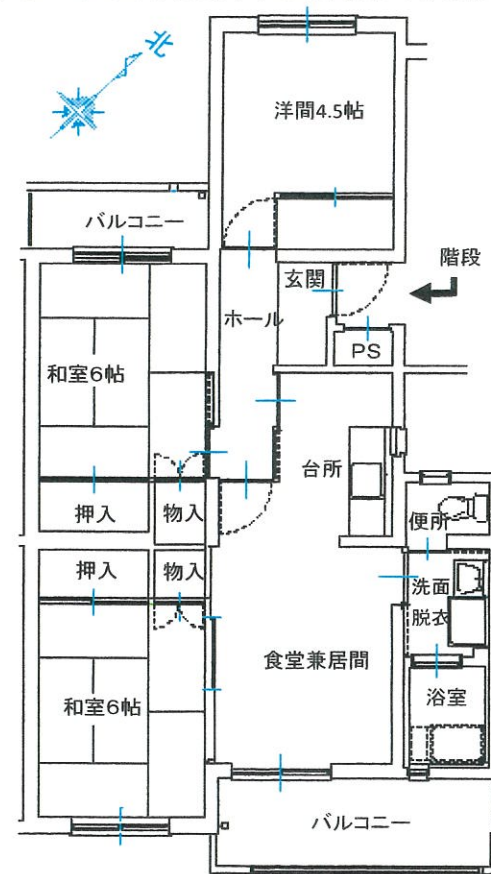 北
洋間4.5帖
バルコニー
玄関
階段
ホール
PS
和室6帖
台所
押入
物入
便所
押入
物入
洗面
脱衣
食堂兼居間
和室6帖
浴室
バルコニー